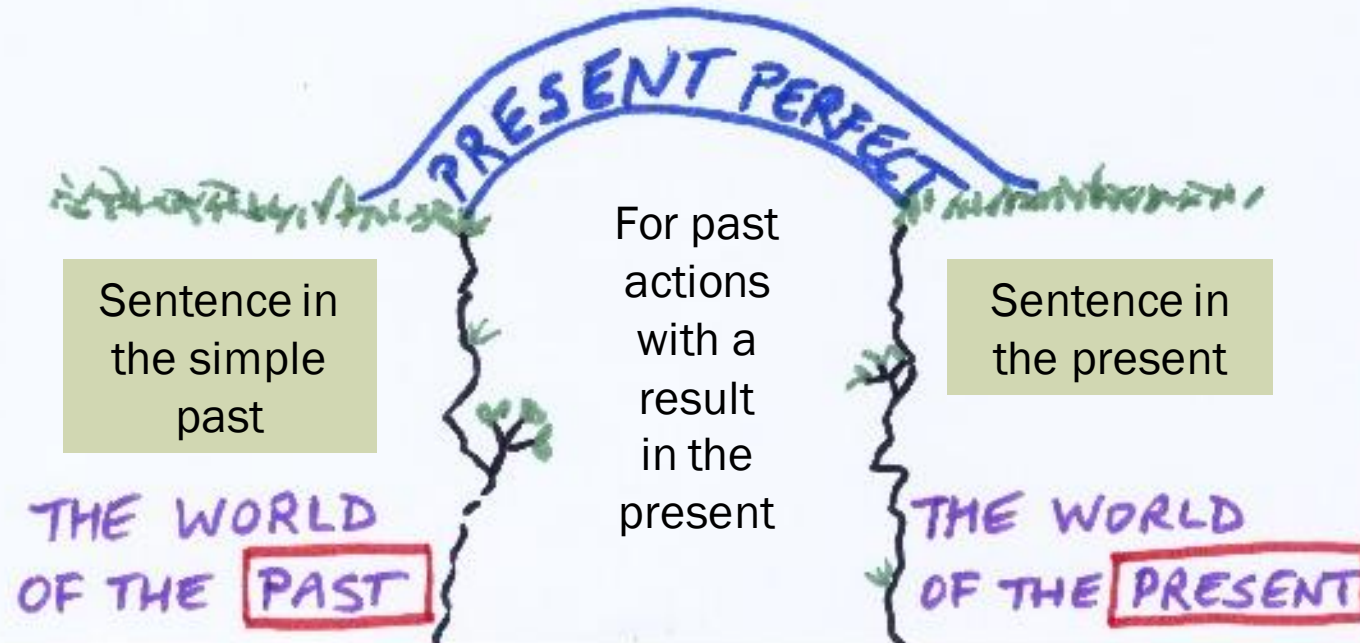 PRESENT PERFECT
For past
actions
with a
result
in the
present
Sentence in
the simple
past
Sentence in
the present
THE WORLD
OF THE PAST
THE WORLD
OF THE PRESENT